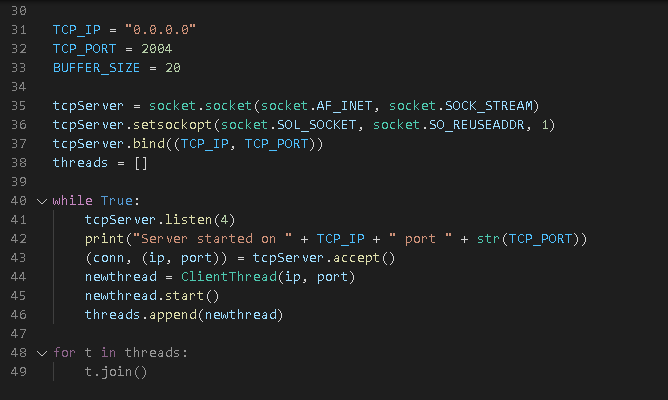 30
31 TCP_IP = "0.0.0.0"
32 TCP_PORT = 2004
33 BUFFER_SIZE = 20
34
35 tcpServer = socket.socket(socket.AF_INET, socket.SOCK_STREAM)
36 tcpServer.setsockopt(socket.SOL_SOCKET, socket.SO_REUSEADDR, 1)
37 tcpServer.bind((TCP_IP, TCP_PORT))
38 threads = []
39
40 while True:
41     tcpServer.listen(4)
42     print("Server started on " + TCP_IP + " port " + str(TCP_PORT))
43     (conn, (ip, port)) = tcpServer.accept()
44     newthread = ClientThread(ip, port)
45     newthread.start()
46     threads.append(newthread)
47
48 for t in threads:
49     t.join()